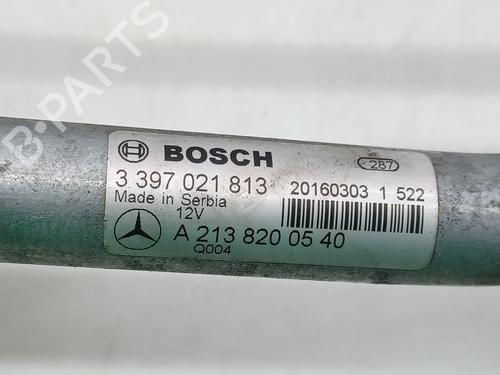 B-PARTS
BOSCH
287
3 397 021 813
20160303 1 522
Made in Serbia
12V
A 213 820 05 40
Q004